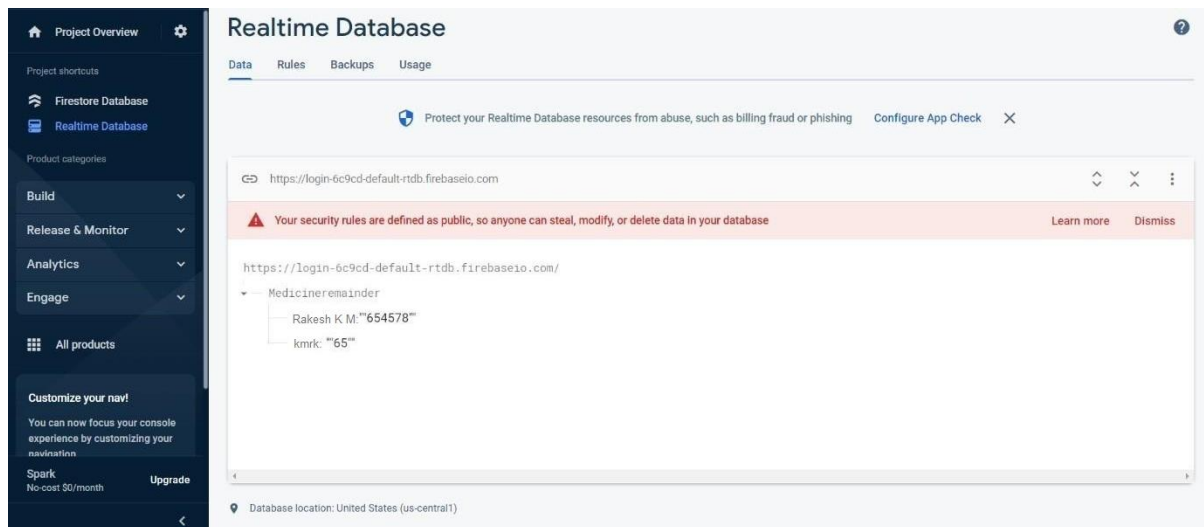 Project Overview
Project shortcuts
Firestore Database
Realtime Database
Product categories
Build
Release & Monitor
Analytics
Engage
All products
Customize your nav!
You can now focus your console
experience by customizing your
navigation
Spark
No-cost $0/month
Upgrade
Realtime Database
Data Rules Backups Usage
Protect your Realtime Database resources from abuse, such as billing fraud or phishing Configure App Check
https://login-6c9cd-default-rtdb.firebaseio.com
Your security rules are defined as public, so anyone can steal, modify, or delete data in your database Learn more Dismiss
https://login-6c9cd-default-rtdb.firebaseio.com/
Medicineremainder
Rakesh K M:""654578""
kmrk: ""65""
Database location: United States (us-central1)